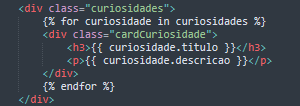 <div class="curiosidades">
{% for curiosidade in curiosidades %}
<div class="cardCuriosidade">
<h3>{{ curiosidade.titulo }}</h3>
<p>{{ curiosidade.descricao }}</p>
</div>
{% endfor %}
</div>